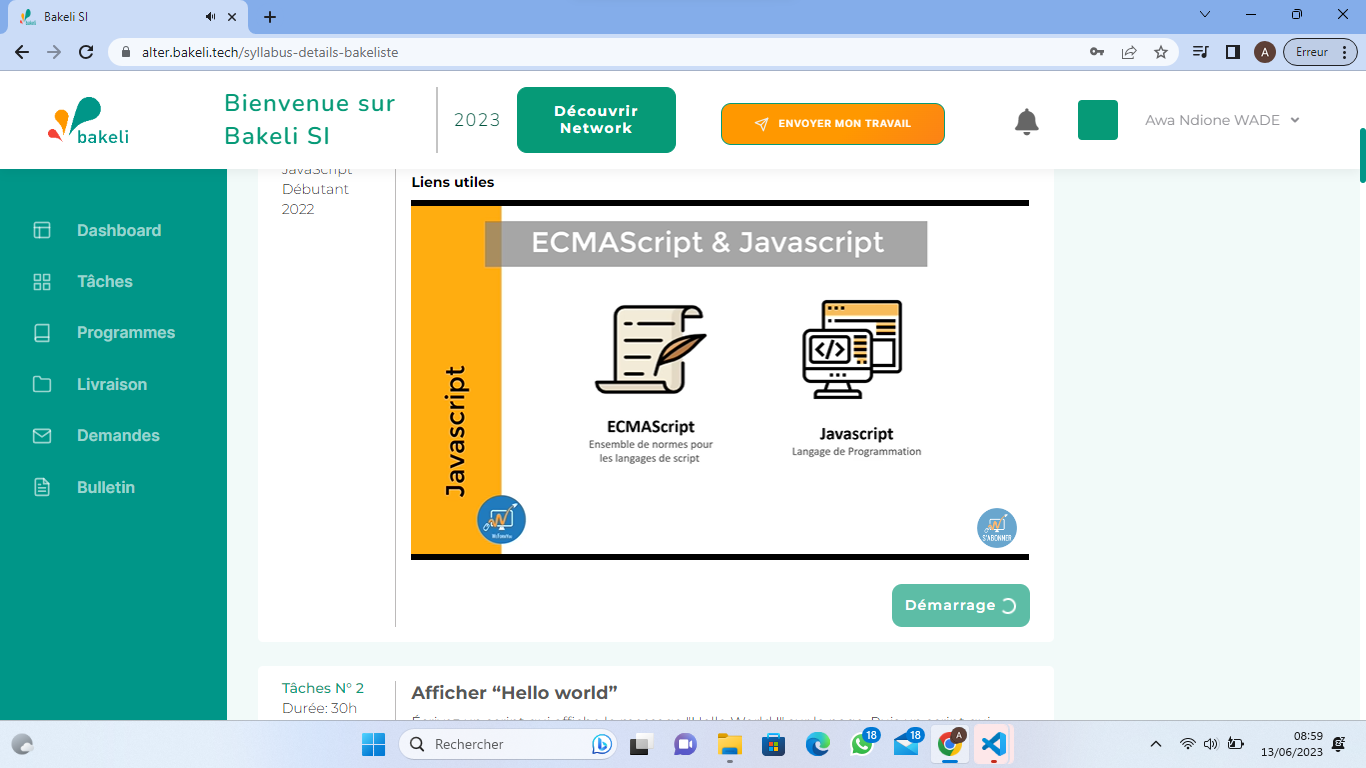 Bakeli SI
alter.bakeli.tech/syllabus-details-bakeliste
A
Erreur
bakeli
Bienvenue sur
Bakeli SI
2023
Découvrir
Network
ENVOYER MON TRAVAIL
Awa Ndione WADE
Dashboard
Tâches
Programmes
Livraison
Demandes
Bulletin
JavaScript
Débutant
2022
Liens utiles
ECMAScript & Javascript
Javascript
ECMAScript
Ensemble de normes pour
les langages de script
Javascript
Langage de Programmation
S'ABONNER
Démarrage
Tâches N° 2
Durée: 30h
Afficher “Hello world”
Rechercher
18
18
A
08:59
13/06/2023